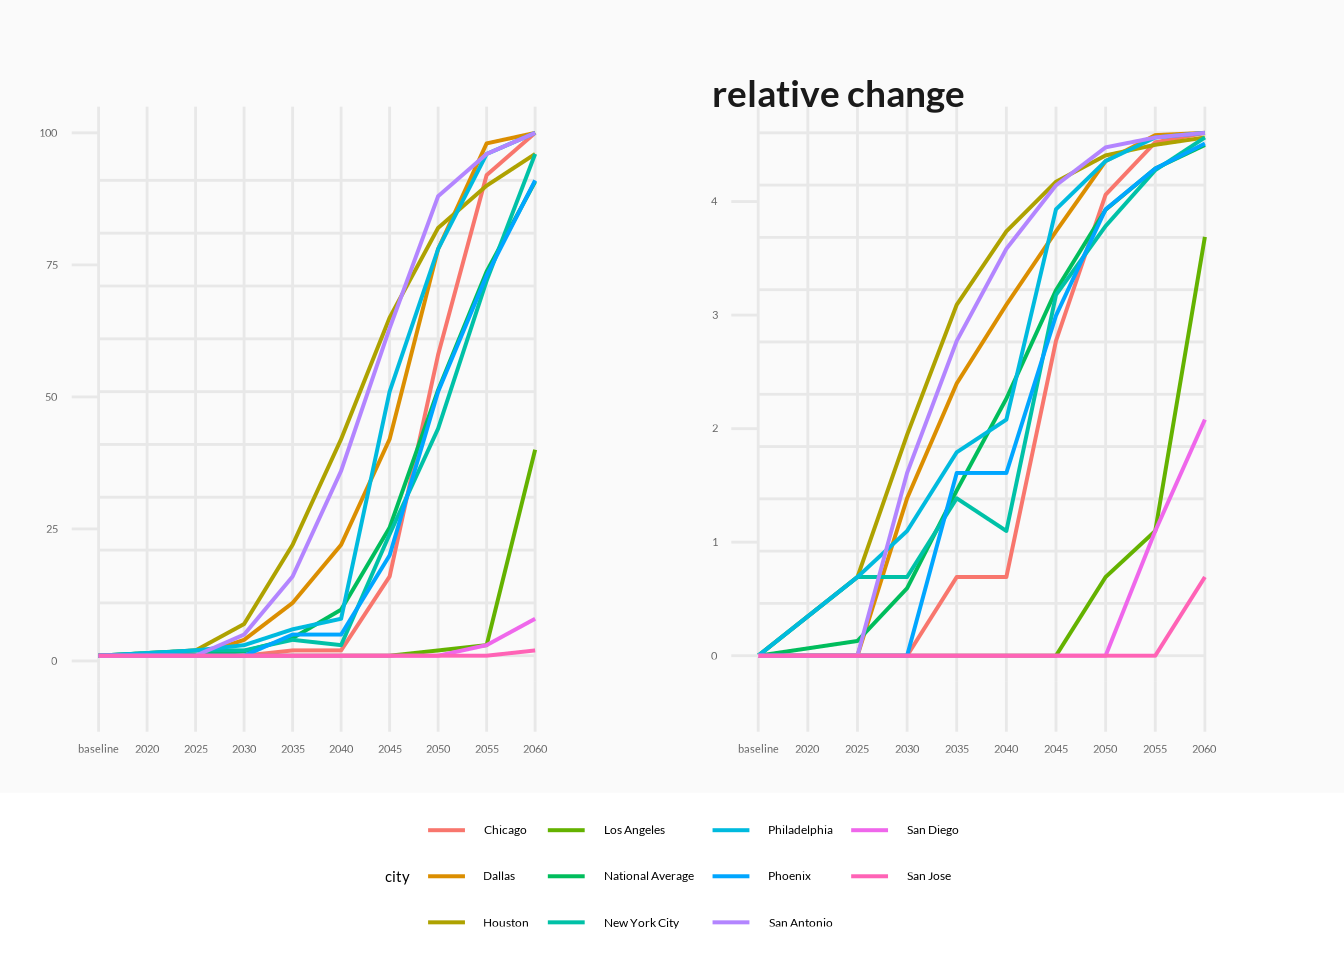 relative change
100
75
50
25
0
4
3
2
1
0
baseline 2020 2025 2030 2035 2040 2045 2050 2055 2060
baseline 2020 2025 2030 2035 2040 2045 2050 2055 2060
city
Chicago Los Angeles Philadelphia San Diego
Dallas National Average Phoenix San Jose
Houston New York City San Antonio